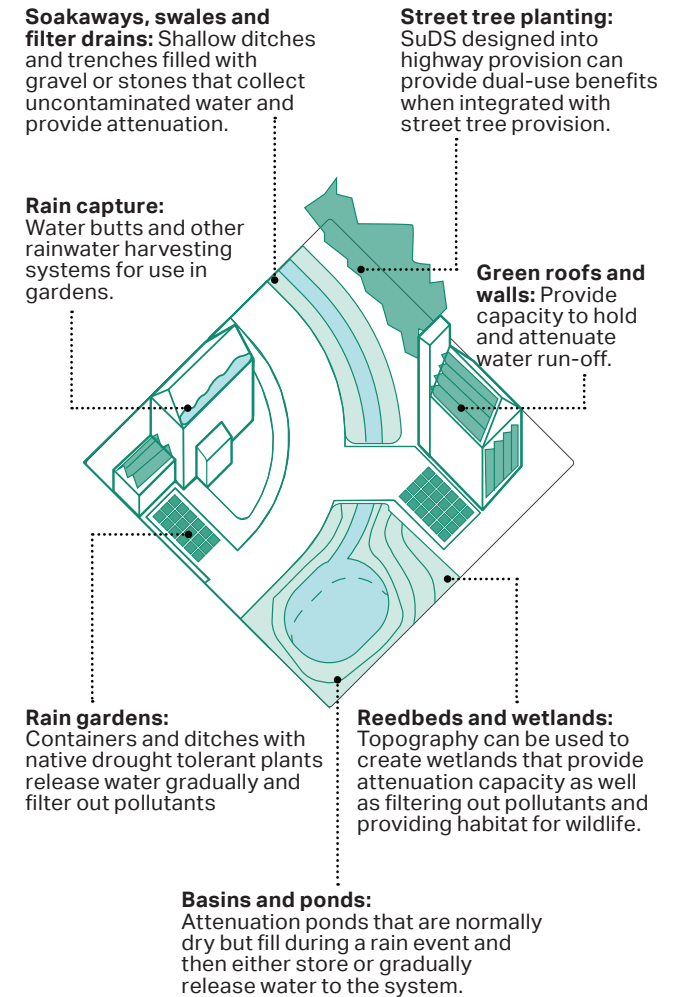 Soakaways, swales and
filter drains: Shallow ditches
and trenches filled with
gravel or stones that collect
uncontaminated water and
provide attenuation.
Street tree planting:
SuDS designed into
highway provision can
provide dual-use benefits
when integrated with
street tree provision.
Rain capture:
Water butts and other
rainwater harvesting
systems for use in
gardens.
Green roofs and
walls: Provide
capacity to hold
and attenuate
water run-off.
Rain gardens:
Containers and ditches with
native drought tolerant plants
release water gradually and
filter out pollutants
Reedbeds and wetlands:
Topography can be used to
create wetlands that provide
attenuation capacity as well
as filtering out pollutants and
providing habitat for wildlife.
Basins and ponds:
Attenuation ponds that are normally
dry but fill during a rain event and
then either store or gradually
release water to the system.